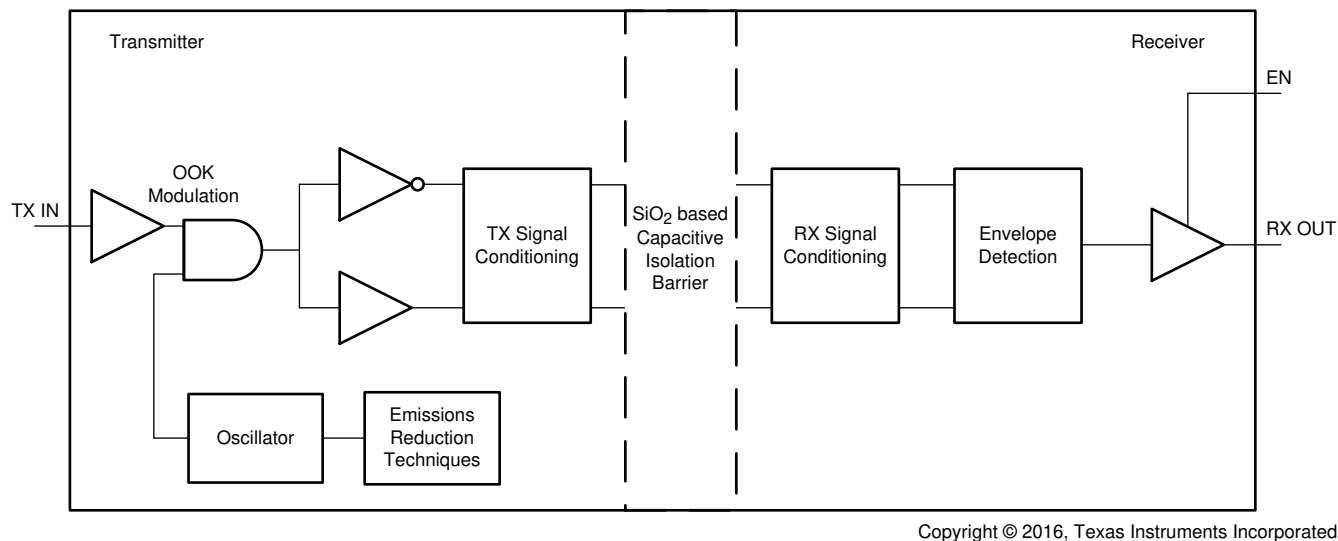 Transmitter
Receiver
EN
OOK
Modulation
TX IN
TX Signal
Conditioning
SiO2 based
Capacitive
Isolation
Barrier
RX Signal
Conditioning
Envelope
Detection
RX OUT
Oscillator
Emissions
Reduction
Techniques
Copyright © 2016, Texas Instruments Incorporated